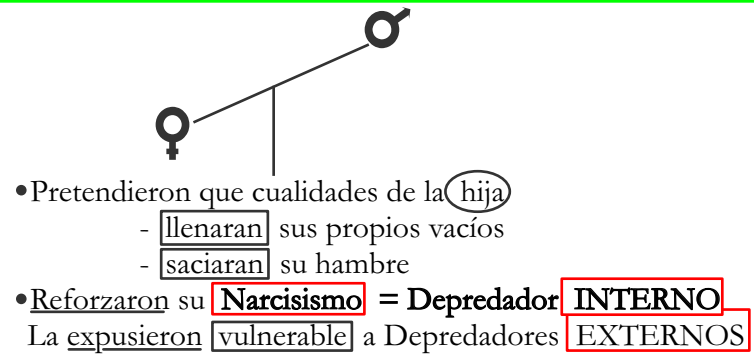 •Pretendieron que cualidades de la hija
- llenaran sus propios vacíos
- saciaran su hambre
•Reforzaron su Narcisismo = Depredador INTERNO
La expusieron vulnerable a Depredadores EXTERNOS